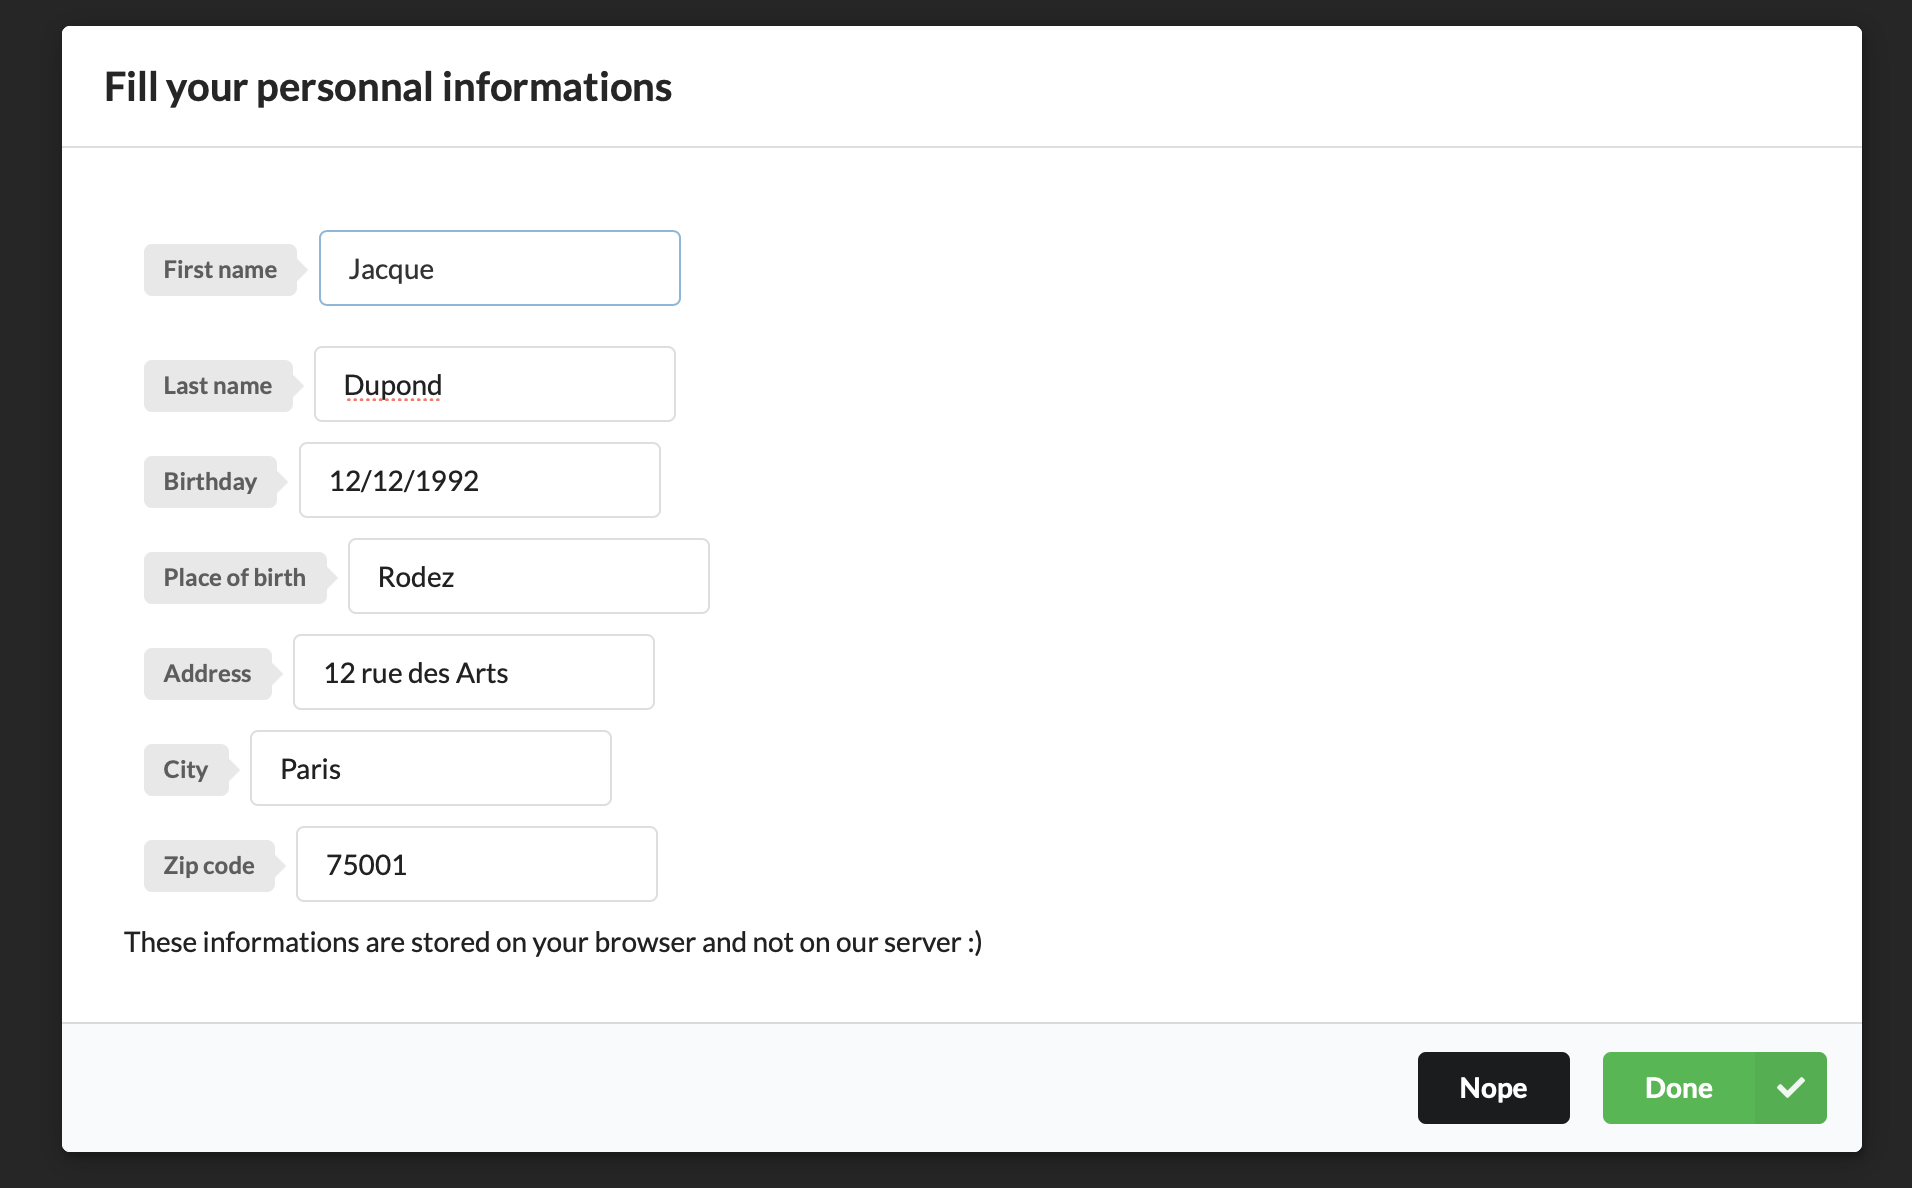 Fill your personnal informations
First name Jacque
Last name Dupond
Birthday 12/12/1992
Place of birth Rodez
Address 12 rue des Arts
City Paris
Zip code 75001
These informations are stored on your browser and not on our server :)
Nope Done